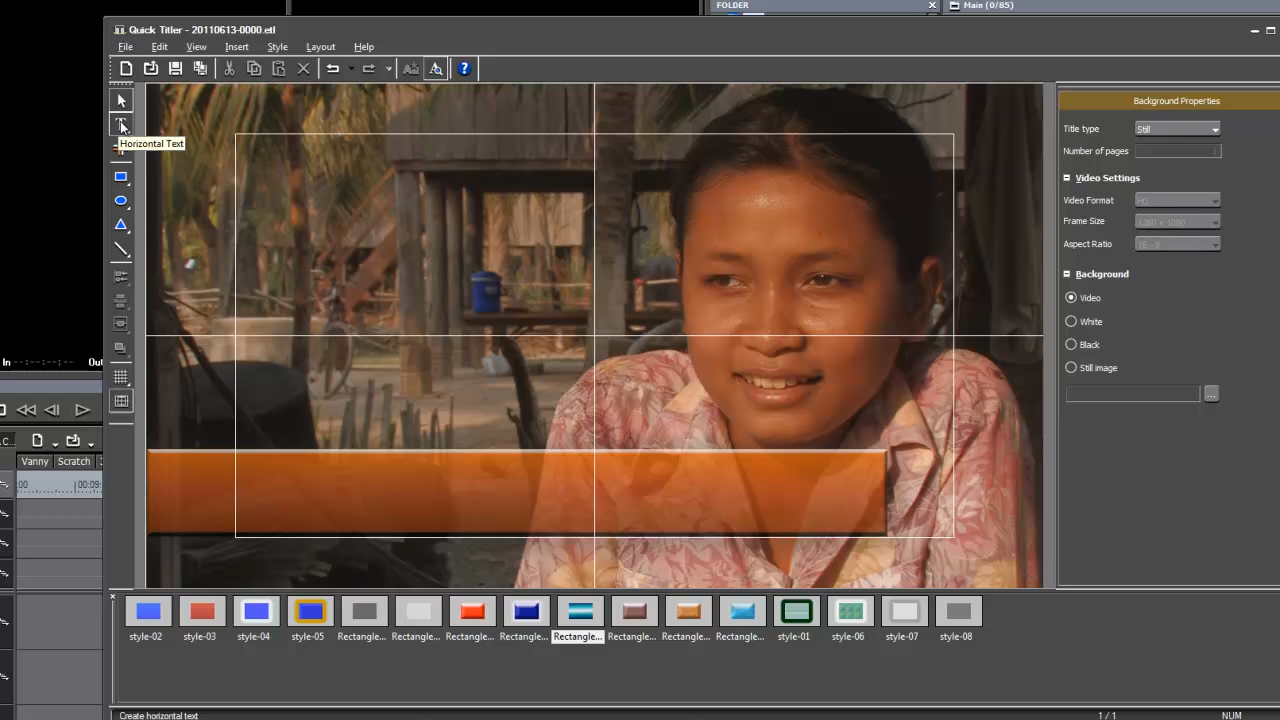 FOLDER
Main (0/85)
Quick Titler - 20110613-0000.etl
File Edit View Insert Style Layout Help
Horizontal Text
Background Properties
Title type Still
Number of pages 1
Video Settings
Video Format HD
Frame Size
Aspect Ratio 16 : 9
Background
Video
White
Black
Still image
...
In --:--:--:-- Out
Vanny Scratch
:00 00:09:
style-02 style-03 style-04 style-05 Rectangle... Rectangle... Rectangle... Rectangle... Rectangle... Rectangle... Rectangle... Rectangle... style-01 style-06 style-07 style-08
Create horizontal text 1 / 1 NUM